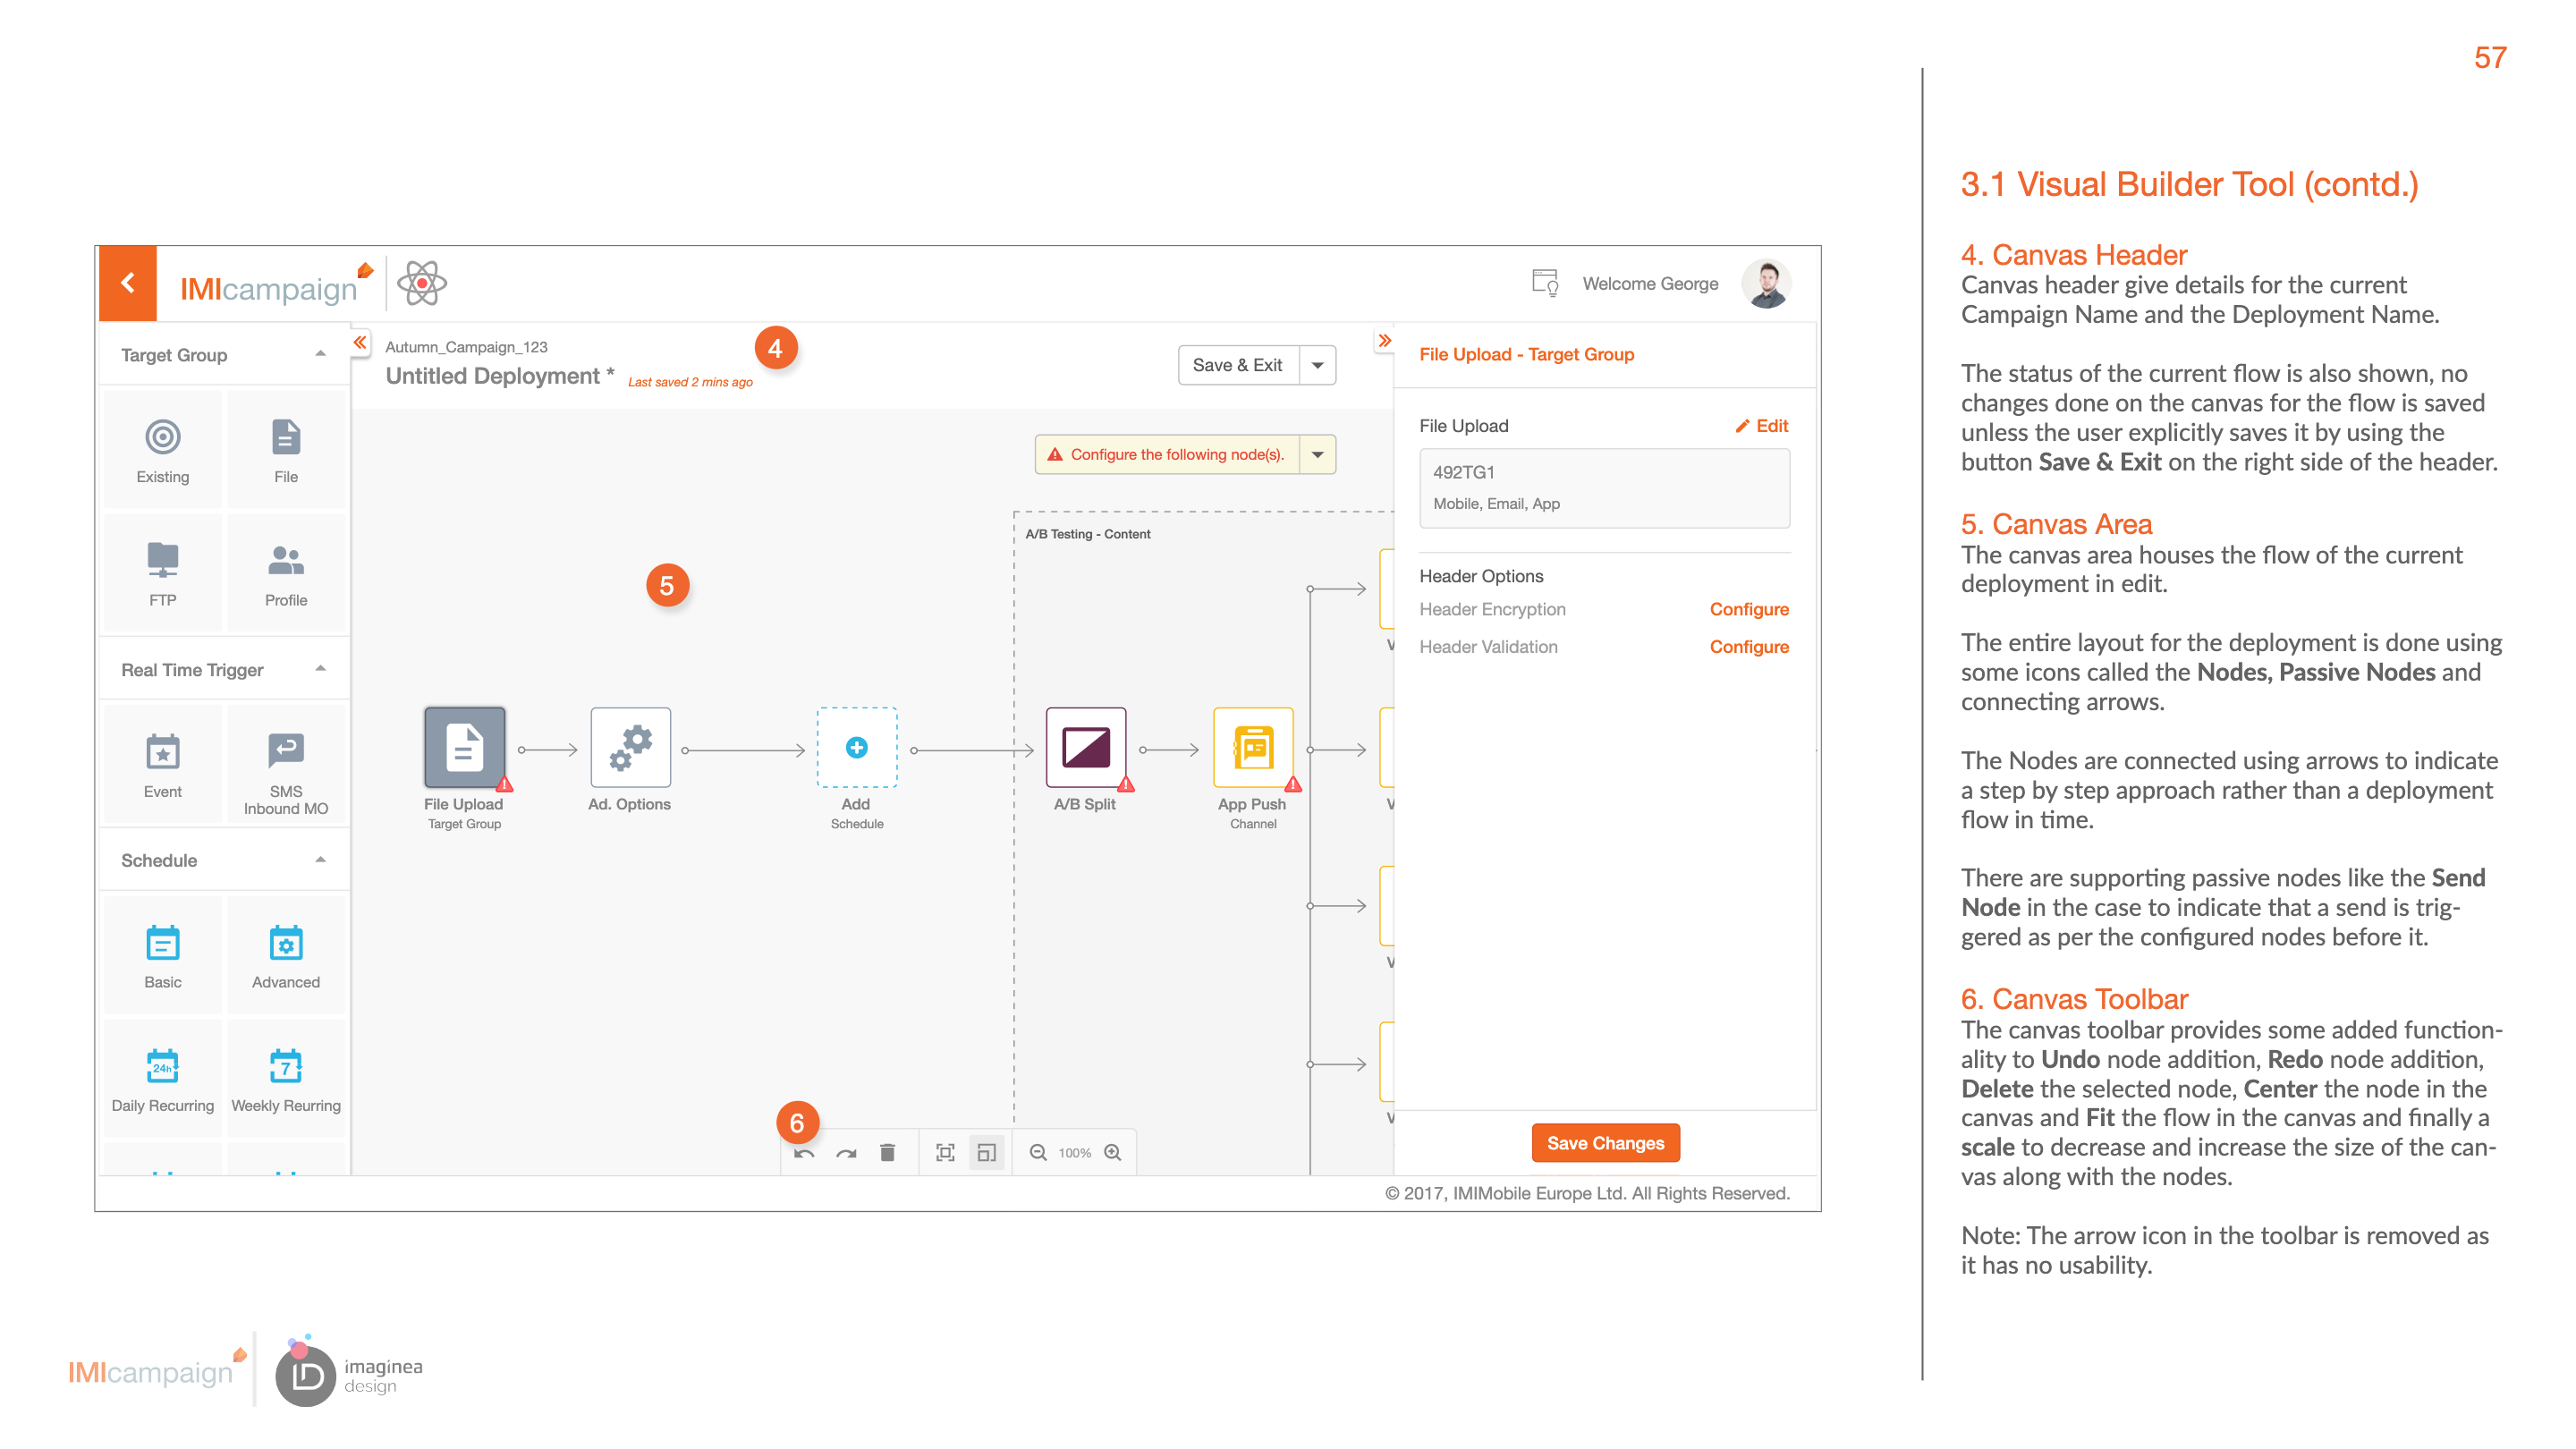 57
IMIcampaign
Welcome George
Target Group
Existing
File
FTP
Profile
Real Time Trigger
Event
SMS
Inbound MO
Schedule
Basic
Advanced
24h
7
Daily Recurring
Weekly Reurring
Autumn_Campaign_123
Untitled Deployment *
Last saved 2 mins ago
4
Save & Exit
Configure the following node(s).
A/B Testing - Content
5
File Upload
Target Group
Ad. Options
Add
Schedule
A/B Split
App Push
Channel
V
V
V
V
6
100%
File Upload - Target Group
File Upload
Edit
492TG1
Mobile, Email, App
Header Options
Header Encryption
Configure
Header Validation
Configure
Save Changes
© 2017, IMIMobile Europe Ltd. All Rights Reserved.
3.1 Visual Builder Tool (contd.)
4. Canvas Header
Canvas header give details for the current
Campaign Name and the Deployment Name.
The status of the current flow is also shown, no
changes done on the canvas for the flow is saved
unless the user explicitly saves it by using the
button Save & Exit on the right side of the header.
5. Canvas Area
The canvas area houses the flow of the current
deployment in edit.
The entire layout for the deployment is done using
some icons called the Nodes, Passive Nodes and
connecting arrows.
The Nodes are connected using arrows to indicate
a step by step approach rather than a deployment
flow in time.
There are supporting passive nodes like the Send
Node in the case to indicate that a send is trig-
gered as per the configured nodes before it.
6. Canvas Toolbar
The canvas toolbar provides some added function-
ality to Undo node addition, Redo node addition,
Delete the selected node, Center the node in the
canvas and Fit the flow in the canvas and finally a
scale to decrease and increase the size of the can-
vas along with the nodes.
Note: The arrow icon in the toolbar is removed as
it has no usability.
IMIcampaign
iD
imaginea
design